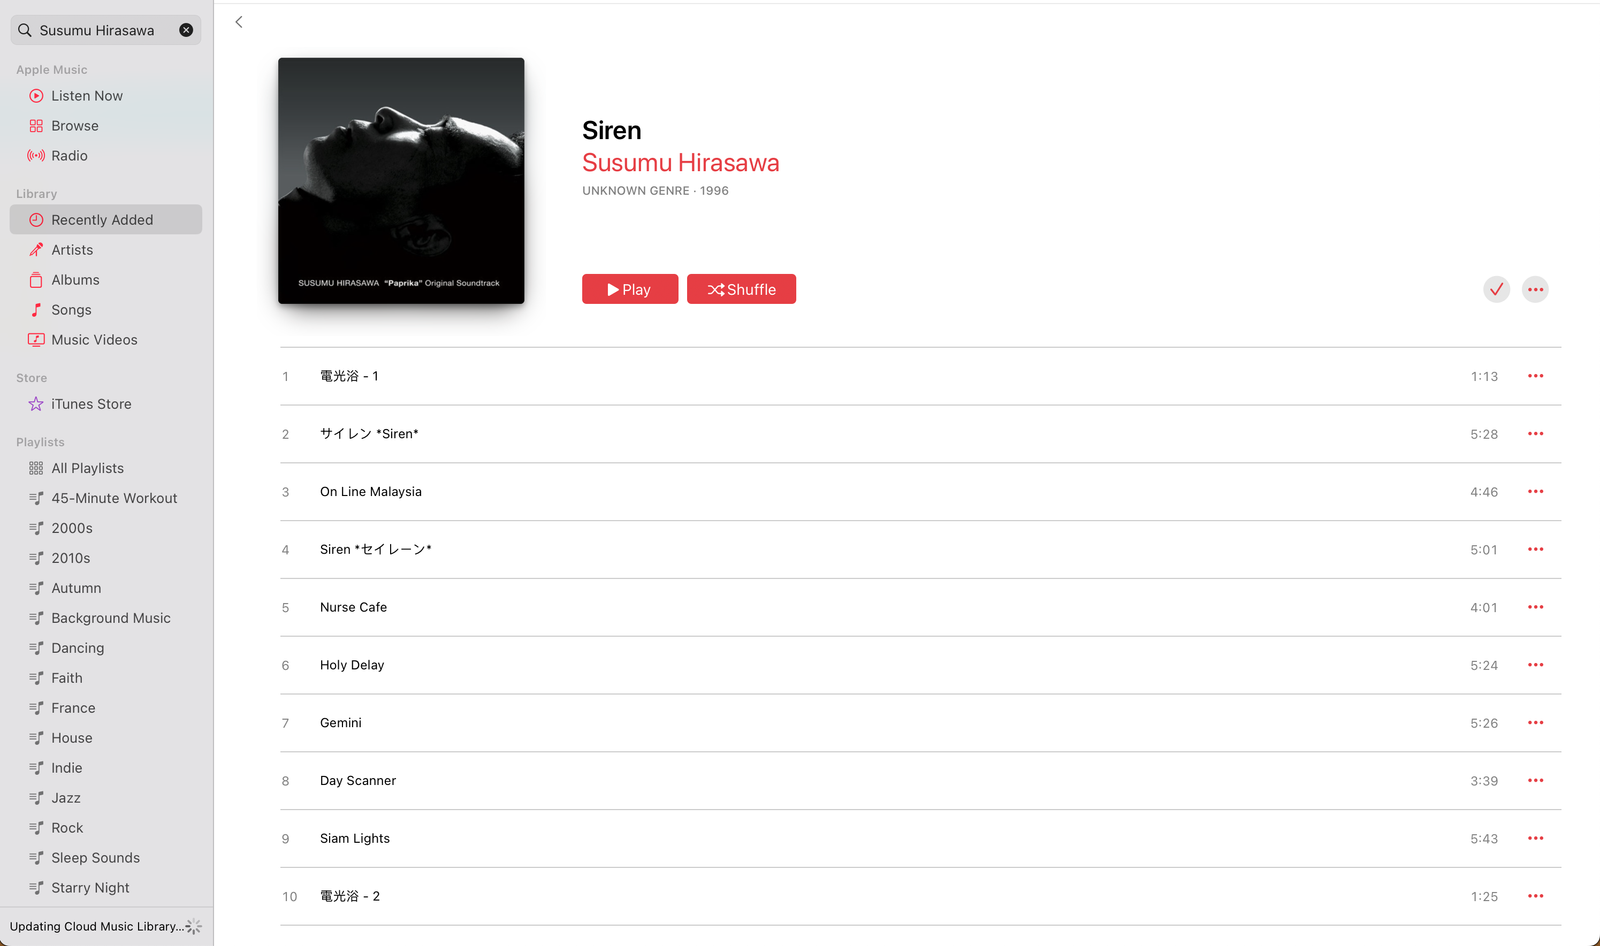 Susumu Hirasawa
Apple Music
Listen Now
Browse
Radio
Library
Recently Added
Artists
Albums
Songs
Music Videos
Store
iTunes Store
Playlists
All Playlists
45-Minute Workout
2000s
2010s
Autumn
Background Music
Dancing
Faith
France
House
Indie
Jazz
Rock
Sleep Sounds
Starry Night
Updating Cloud Music Library...
SUSUMU HIRASAWA "Paprika" Original Soundtrack
Siren
Susumu Hirasawa
UNKNOWN GENRE · 1996
Play Shuffle
1 電光浴 - 1 1:13
2 サイレン *Siren* 5:28
3 On Line Malaysia 4:46
4 Siren *セイレーン* 5:01
5 Nurse Cafe 4:01
6 Holy Delay 5:24
7 Gemini 5:26
8 Day Scanner 3:39
9 Siam Lights 5:43
10 電光浴 - 2 1:25